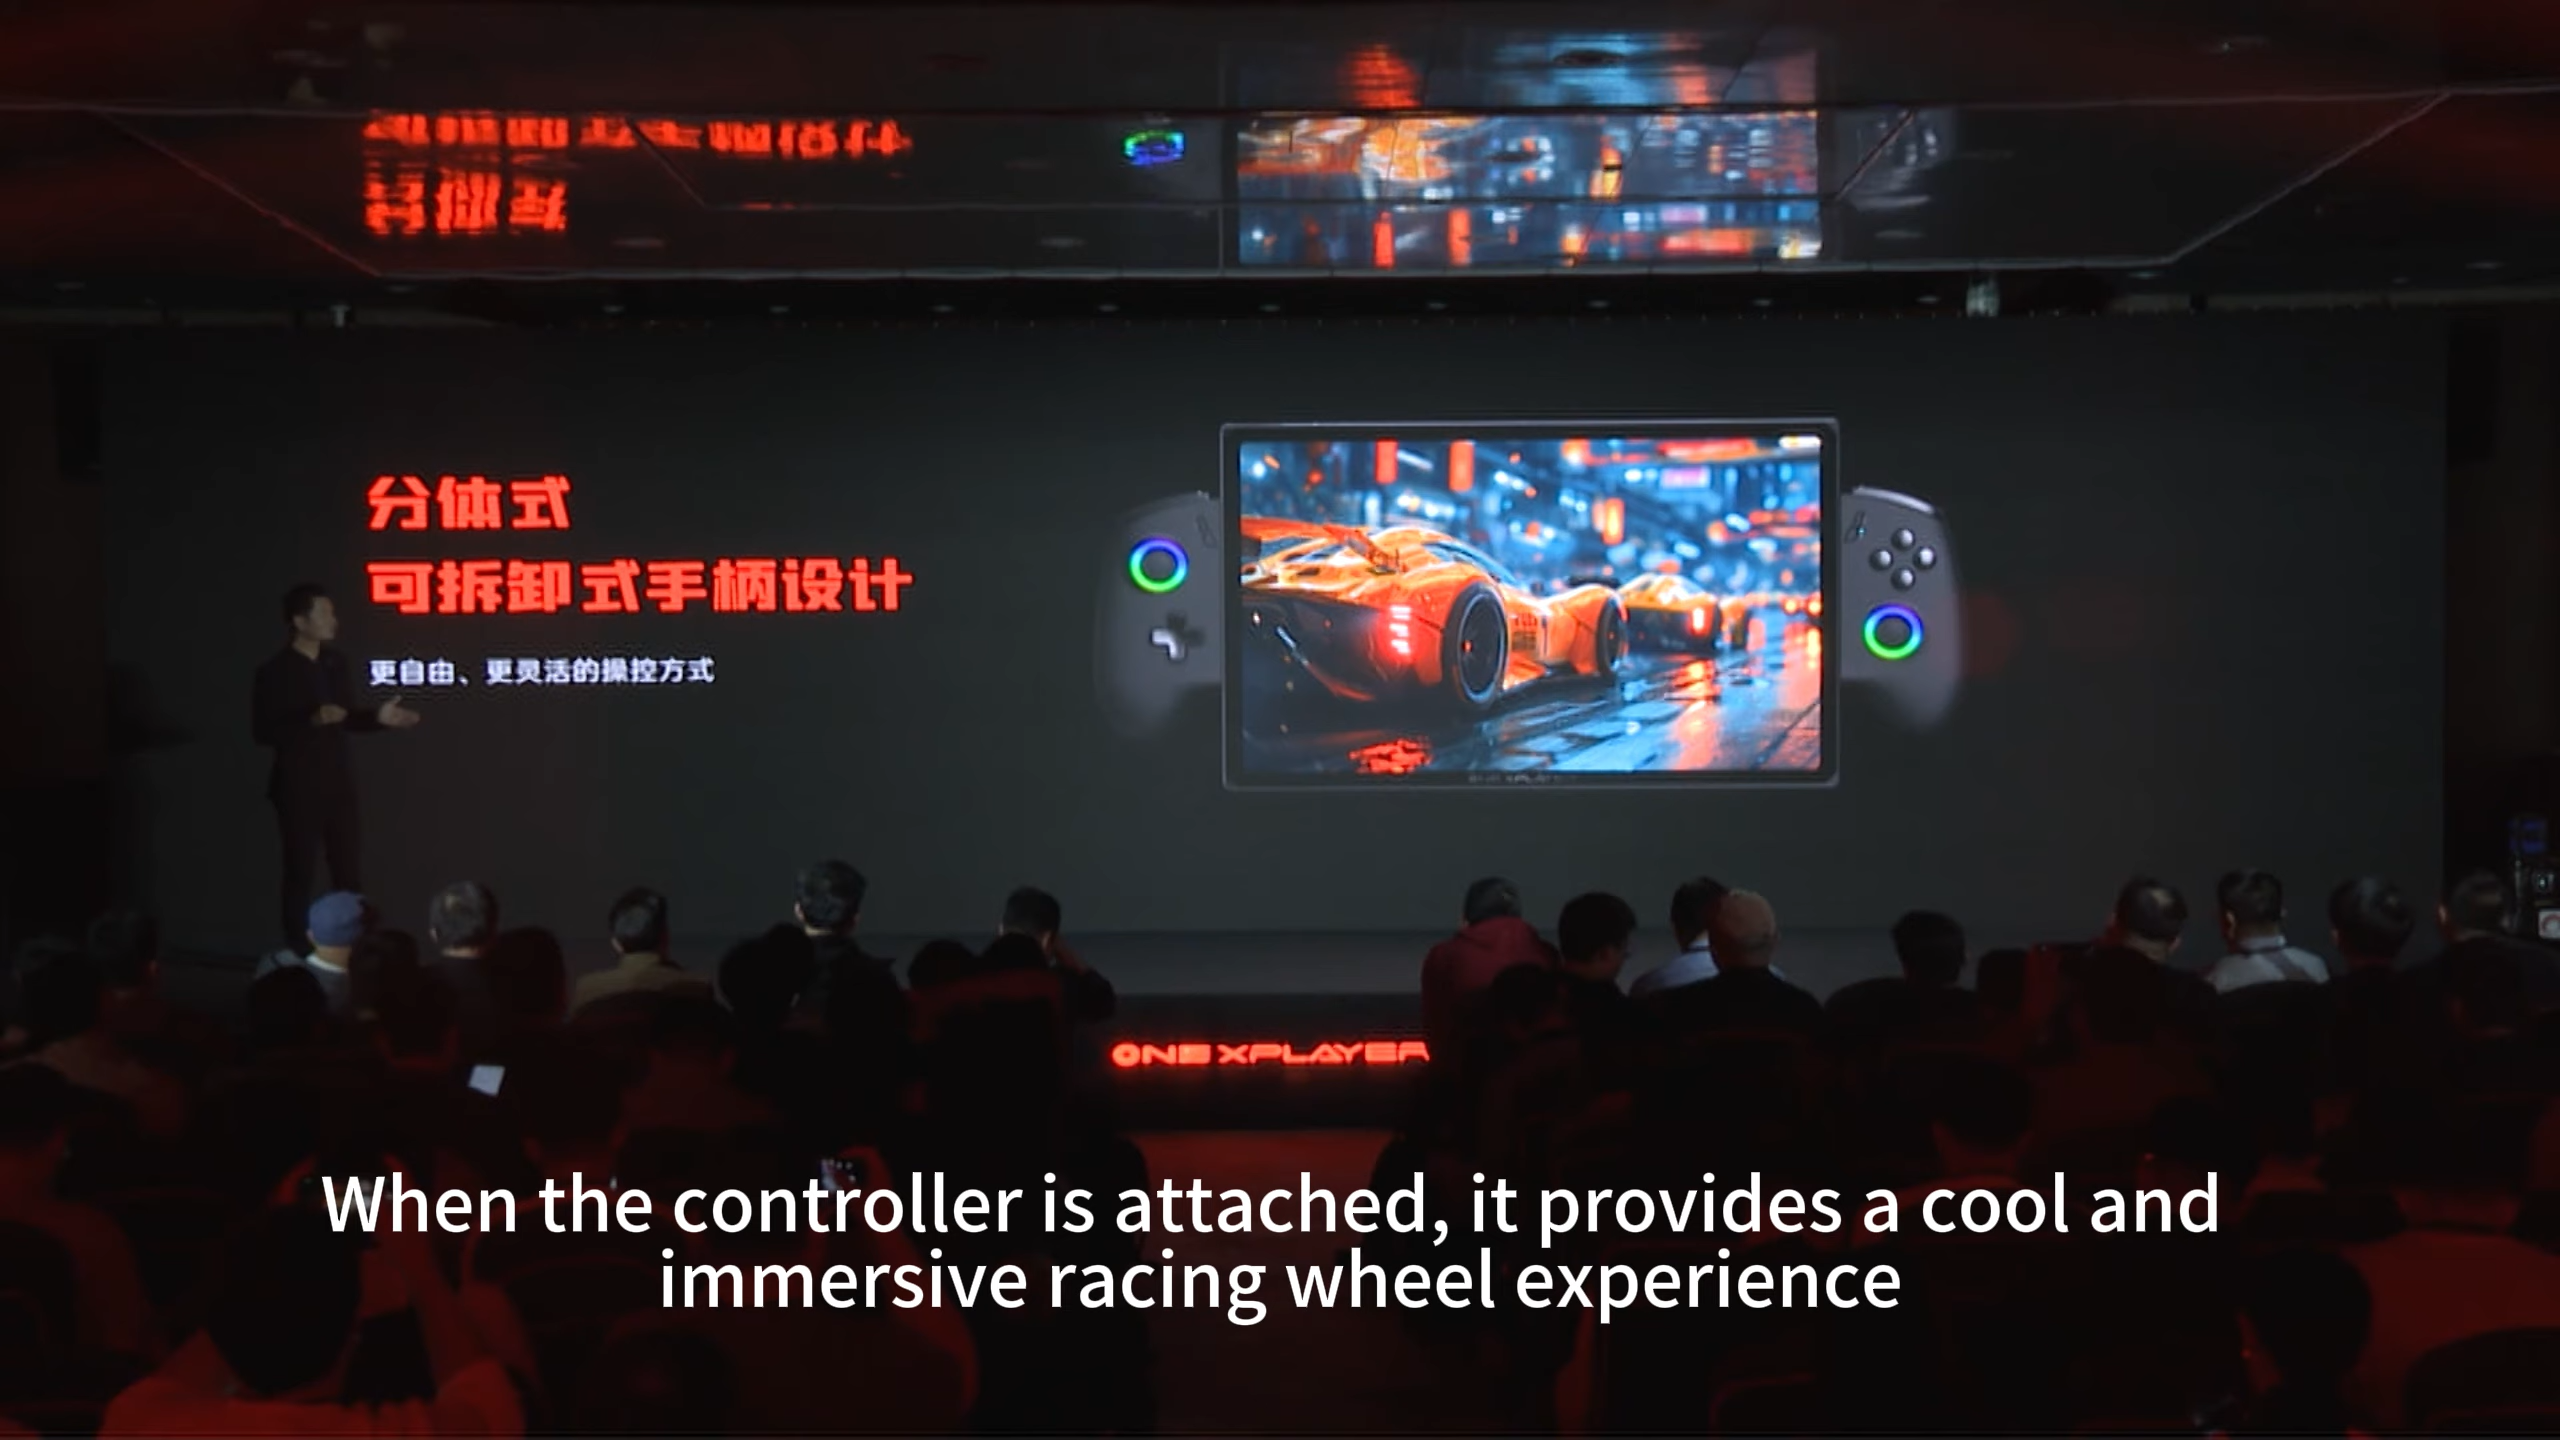 分体式
可拆卸式手柄设计
更自由、更灵活的操控方式
ONEXPLAYER
When the controller is attached, it provides a cool and
immersive racing wheel experience